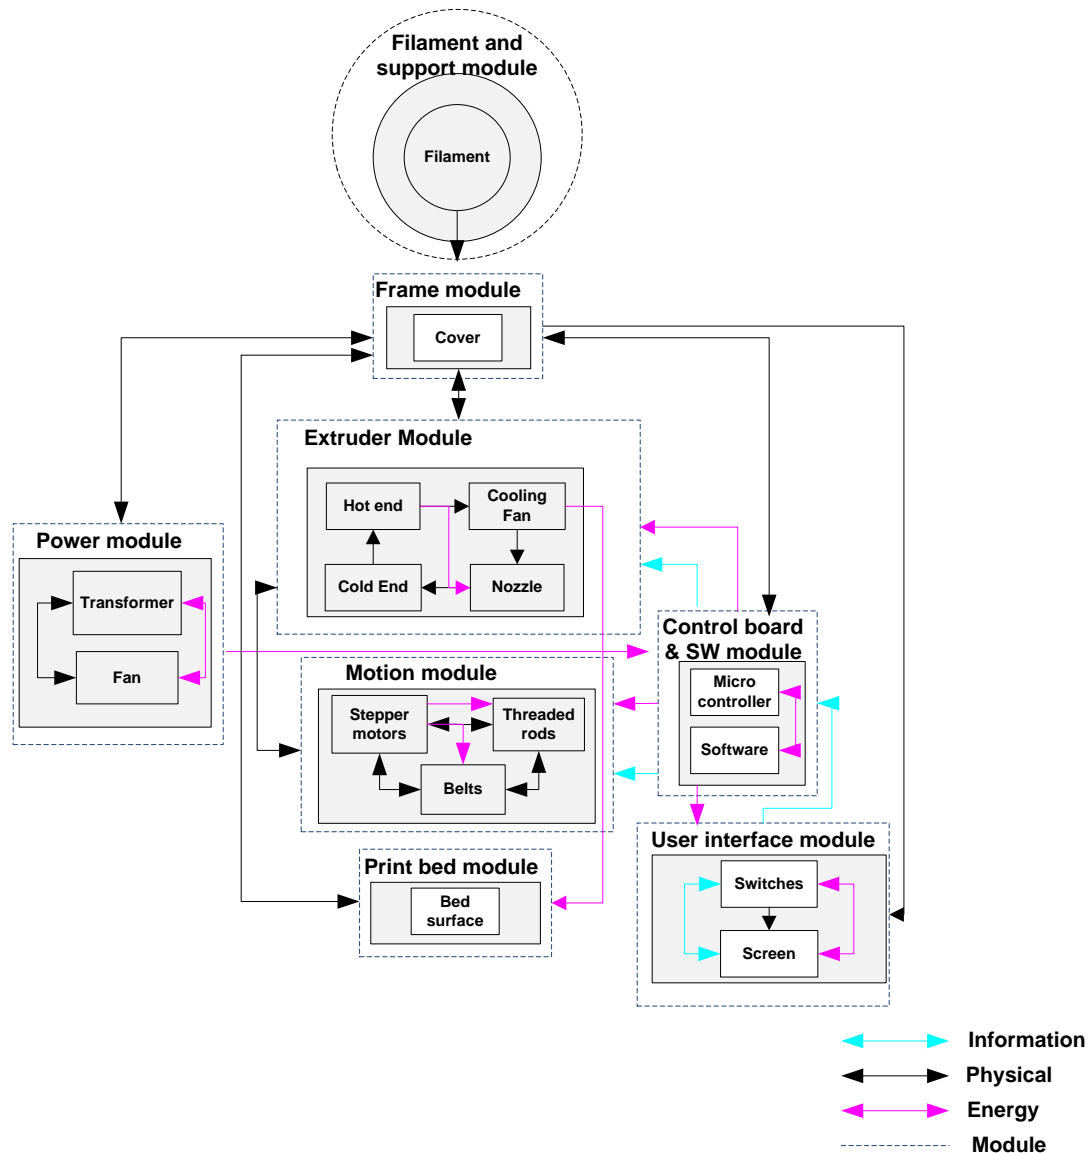 Filament and
support module
Filament
Frame module
Cover
Extruder Module
Hot end
Cooling
Fan
Cold End
Nozzle
Power module
Transformer
Fan
Control board
& SW module
Micro
controller
Software
Motion module
Stepper
motors
Threaded
rods
Belts
Print bed module
Bed
surface
User interface module
Switches
Screen
Information
Physical
Energy
Module